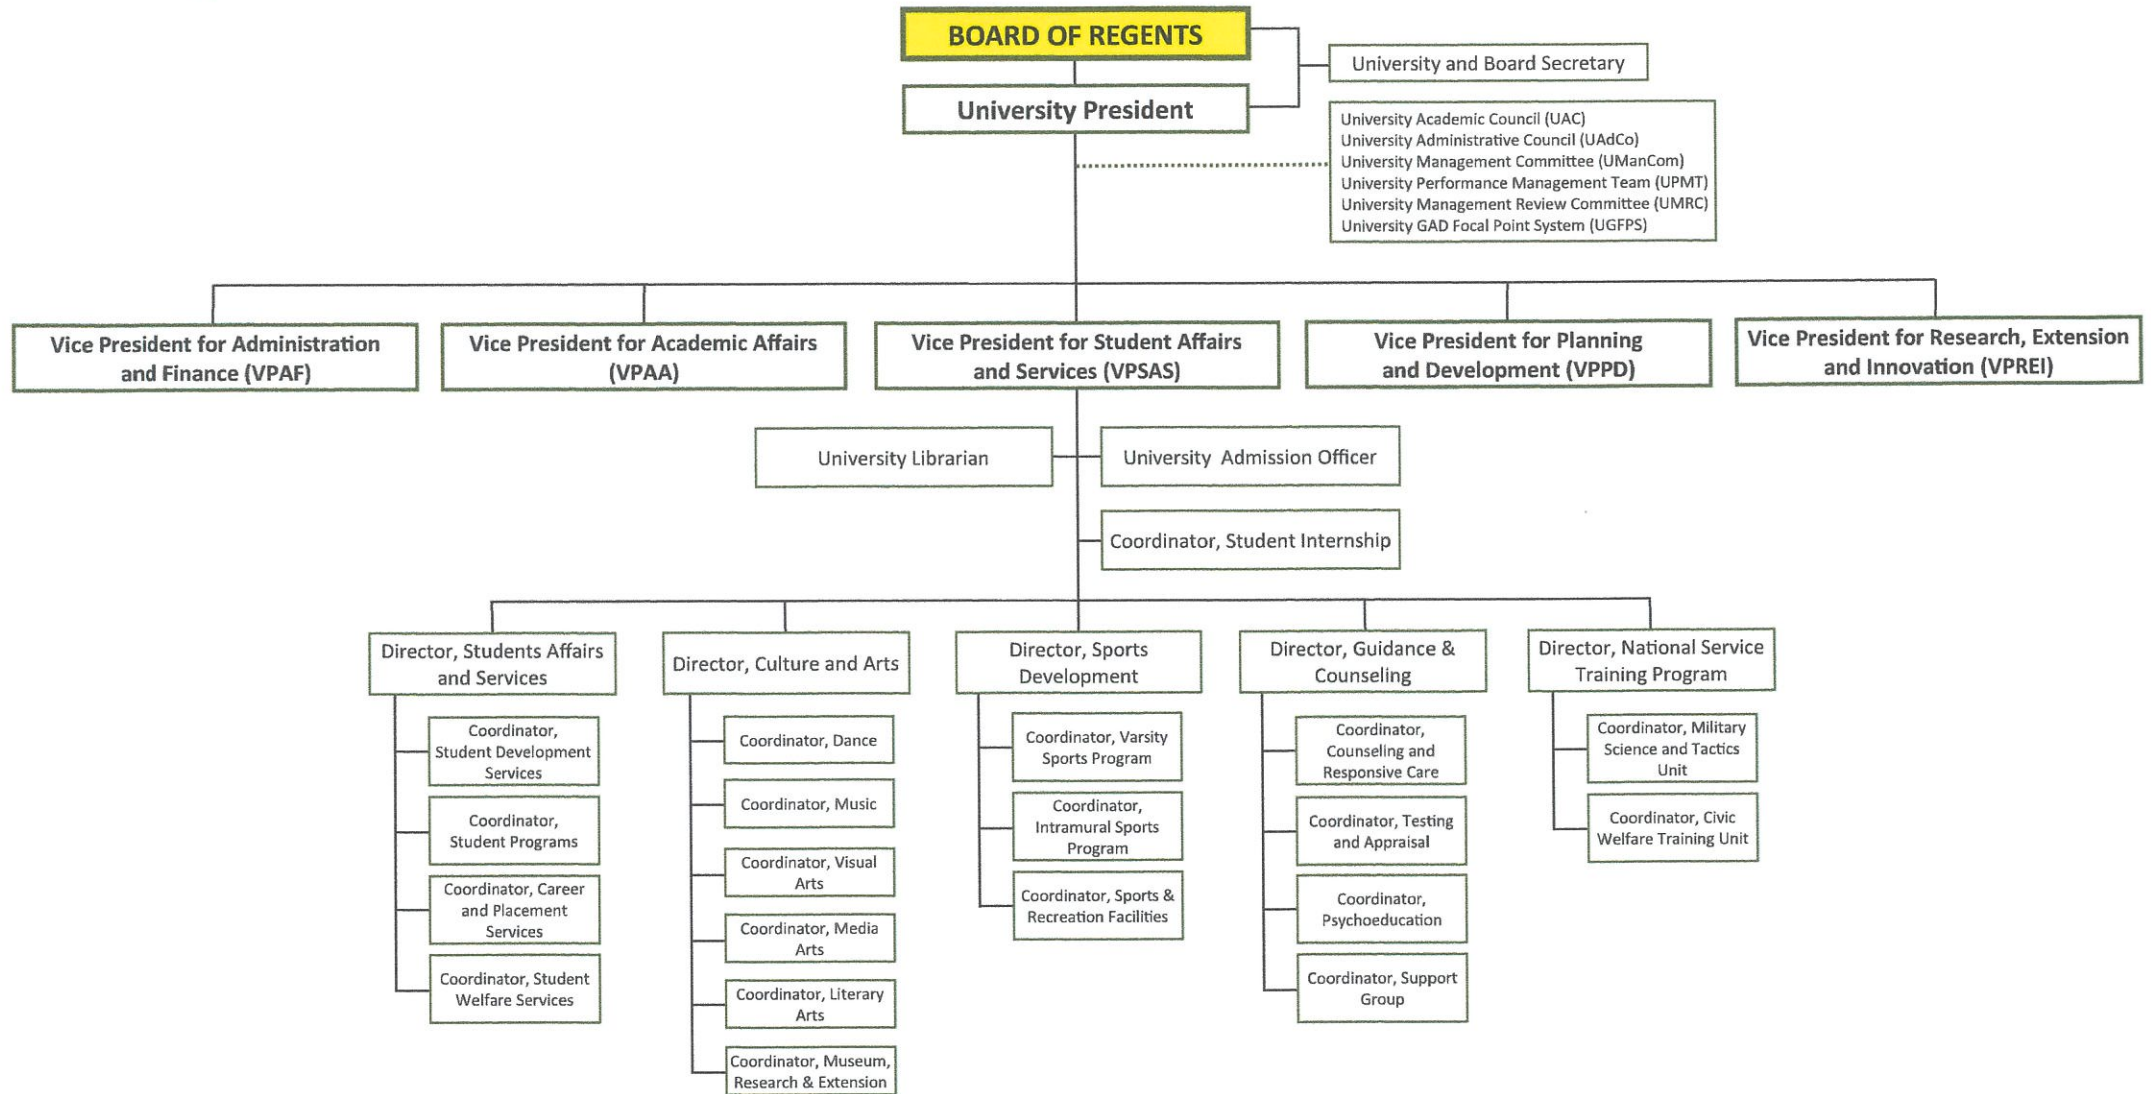 BOARD OF REGENTS
University and Board Secretary
University President
University Academic Council (UAC)
University Administrative Council (UAdCo)
University Management Committee (UManCom)
University Performance Management Team (UPMT)
University Management Review Committee (UMRC)
University GAD Focal Point System (UGFPS)
Vice President for Administration
and Finance (VPAF)
Vice President for Academic Affairs
(VPAA)
Vice President for Student Affairs
and Services (VPSAS)
Vice President for Planning
and Development (VPPD)
Vice President for Research, Extension
and Innovation (VPREI)
University Librarian
University Admission Officer
Coordinator, Student Internship
Director, Students Affairs
and Services
Director, Culture and Arts
Director, Sports
Development
Director, Guidance &
Counseling
Director, National Service
Training Program
Coordinator,
Student Development
Services
Coordinator,
Student Programs
Coordinator, Career
and Placement
Services
Coordinator, Student
Welfare Services
Coordinator, Dance
Coordinator, Music
Coordinator, Visual
Arts
Coordinator, Media
Arts
Coordinator, Literary
Arts
Coordinator, Museum,
Research & Extension
Coordinator, Varsity
Sports Program
Coordinator,
Intramural Sports
Program
Coordinator, Sports &
Recreation Facilities
Coordinator,
Counseling and
Responsive Care
Coordinator, Testing
and Appraisal
Coordinator,
Psychoeducation
Coordinator, Support
Group
Coordinator, Military
Science and Tactics
Unit
Coordinator, Civic
Welfare Training Unit